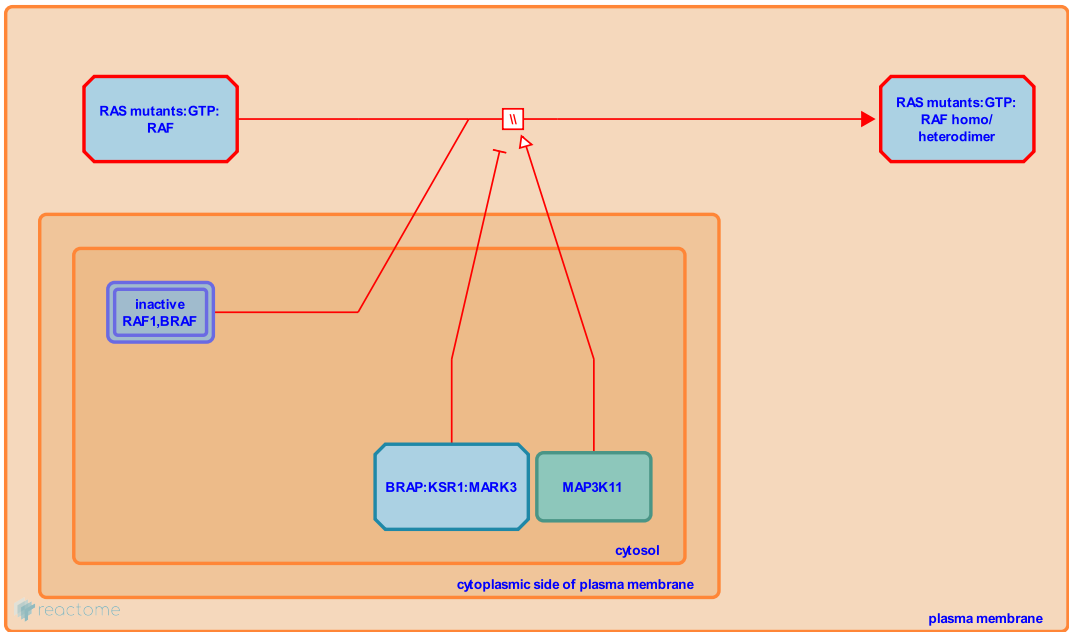 RAS mutants:GTP:
RAF
\\
RAS mutants:GTP:
RAF homo/
heterodimer
inactive
RAF1,BRAF
BRAP:KSR1:MARK3
MAP3K11
cytosol
cytoplasmic side of plasma membrane
reactome
plasma membrane